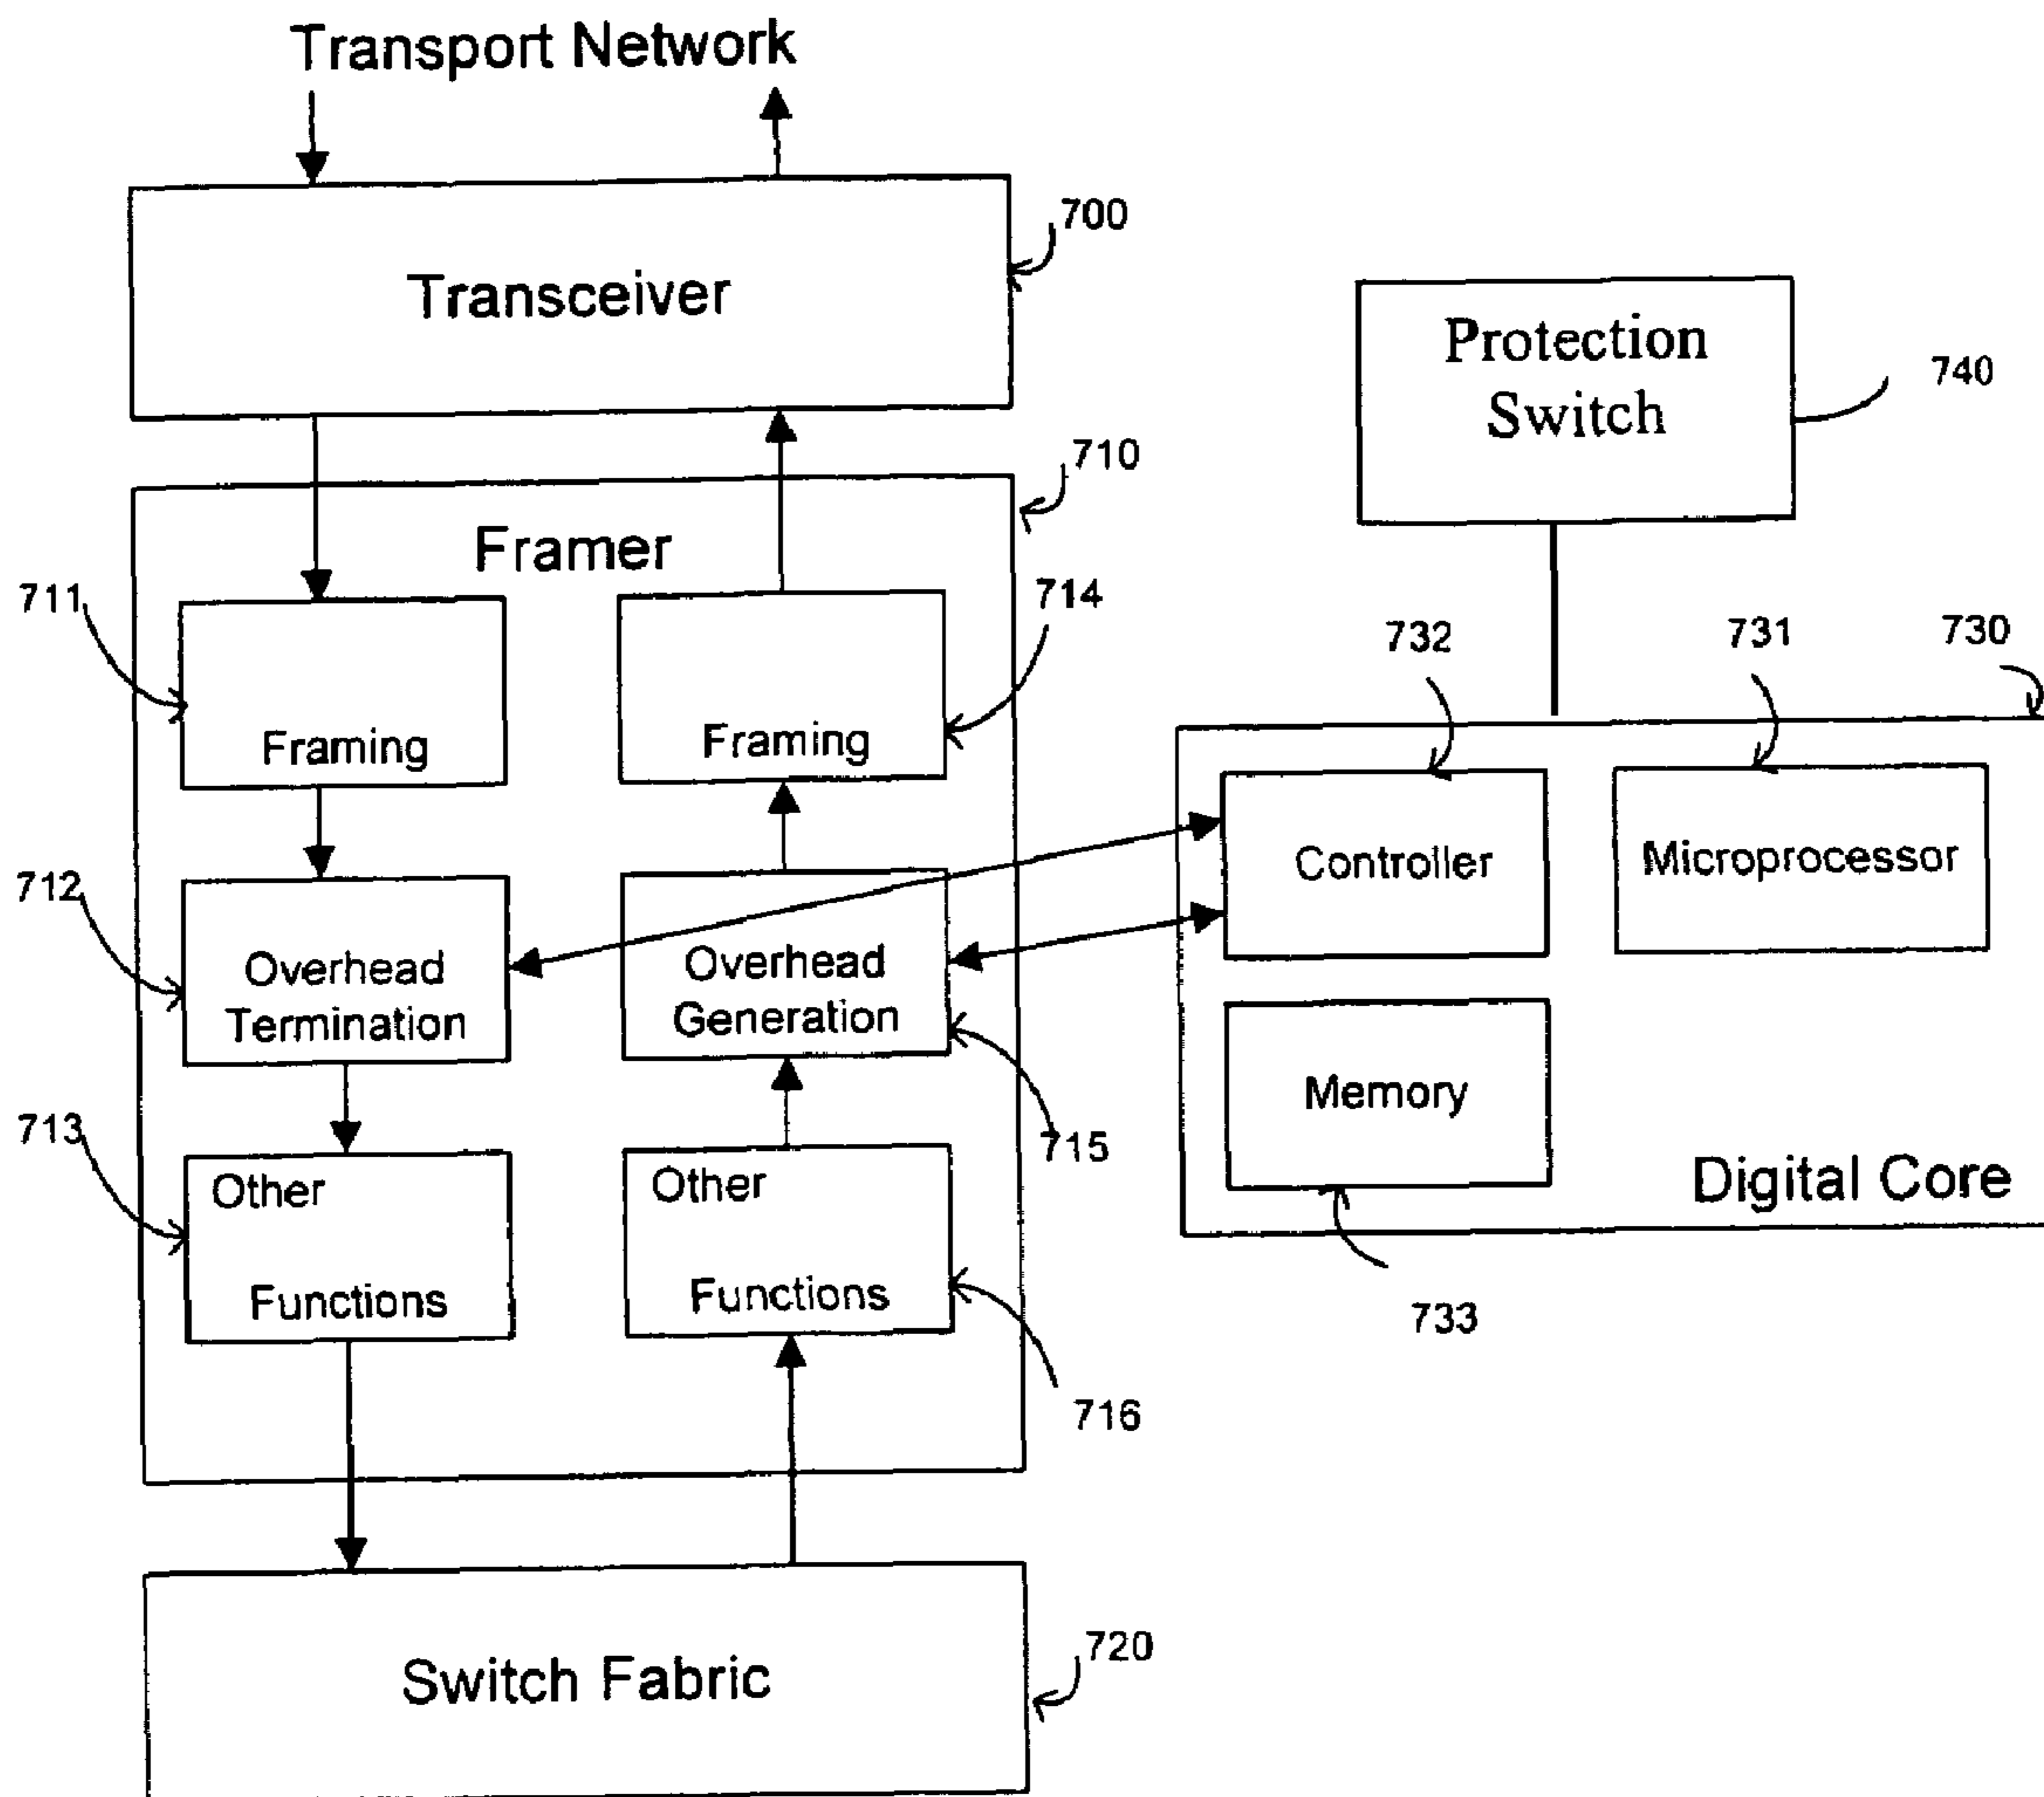 Transport Network
700
Transceiver
Protection
Switch
740
710
Framer
711
714
Framing
Framing
732
731
730
712
Controller
Microprocessor
Overhead
Termination
Overhead
Generation
Memory
713
715
Digital Core
Other
Functions
Other
Functions
733
716
720
Switch Fabric